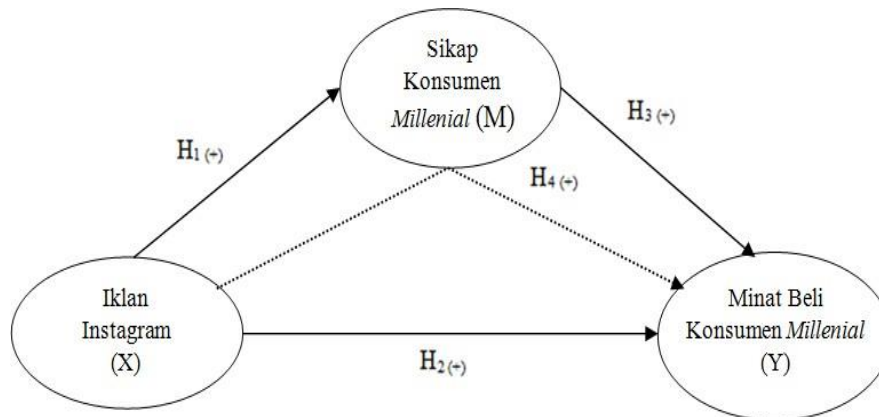 Sikap
Konsumen
Millenial (M)
H1 (+)
H3 (+)
H4 (+)
Iklan
Instagram
(X)
Minat Beli
Konsumen Millenial
(Y)
H2 (+)